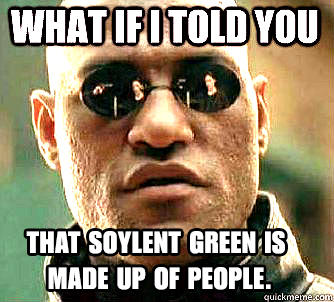 WHAT IF I TOLD YOU
THAT SOYLENT GREEN IS
MADE UP OF PEOPLE.
quickmeme.com